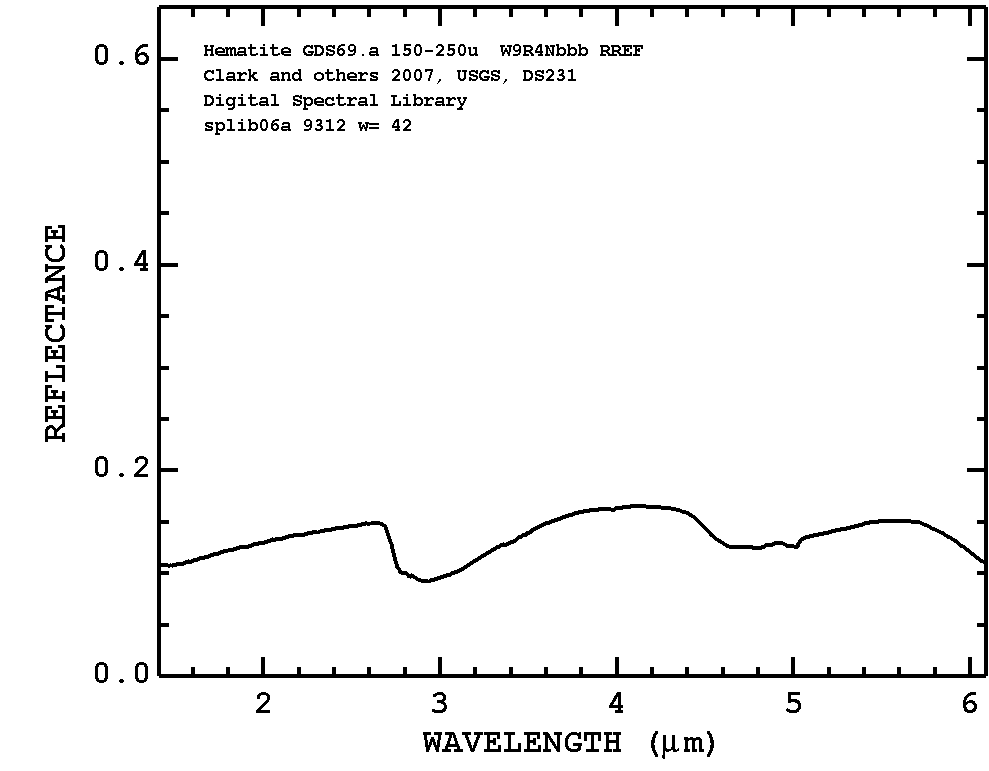 Hematite GDS69.a 150-250u W9R4Nbbb RREF
Clark and others 2007, USGS, DS231
Digital Spectral Library
splib06a 9312 w= 42
REFLECTANCE
0.6
0.4
0.2
0.0
2 3 4 5 6
WAVELENGTH (μm)